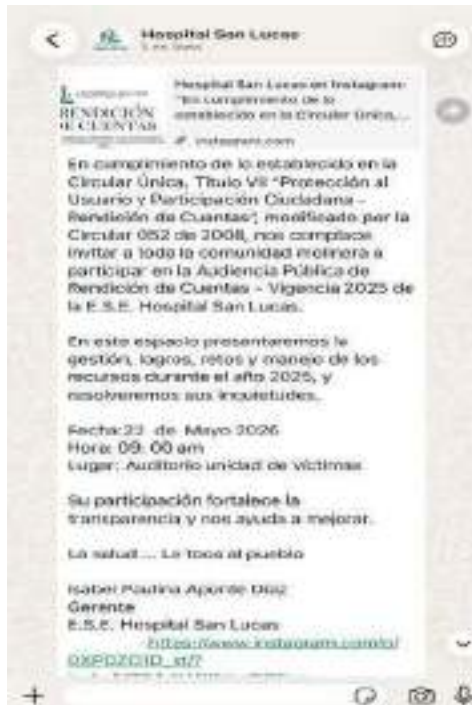 Hospital San Lucas
RENDICIÓN
DE CUENTAS
Hospital San Lucas en Instagram:
"En cumplimiento de lo
establecido en la Circular Única,...
instagram.com
En cumplimiento de lo establecido en la
Circular Única, Título VII "Protección al
Usuario y Participación Ciudadana –
Rendición de Cuentas", modificado por la
Circular 052 de 2008, nos complace
invitar a toda la comunidad molinera a
participar en la Audiencia Pública de
Rendición de Cuentas – Vigencia 2025 de
la E.S.E. Hospital San Lucas.
En este espacio presentaremos la
gestión, logros, retos y manejo de los
recursos durante el año 2025, y
resolveremos sus inquietudes.
Fecha:22 de Mayo 2026
Hora: 09: 00 am
Lugar: Auditorio unidad de víctimas
Su participación fortalece la
transparencia y nos ayuda a mejorar.
La salud.... Le toca al pueblo
Isabel Paulina Aponte Díaz
Gerente
E.S.E. Hospital San Lucas
https://www.instagram.com/p/